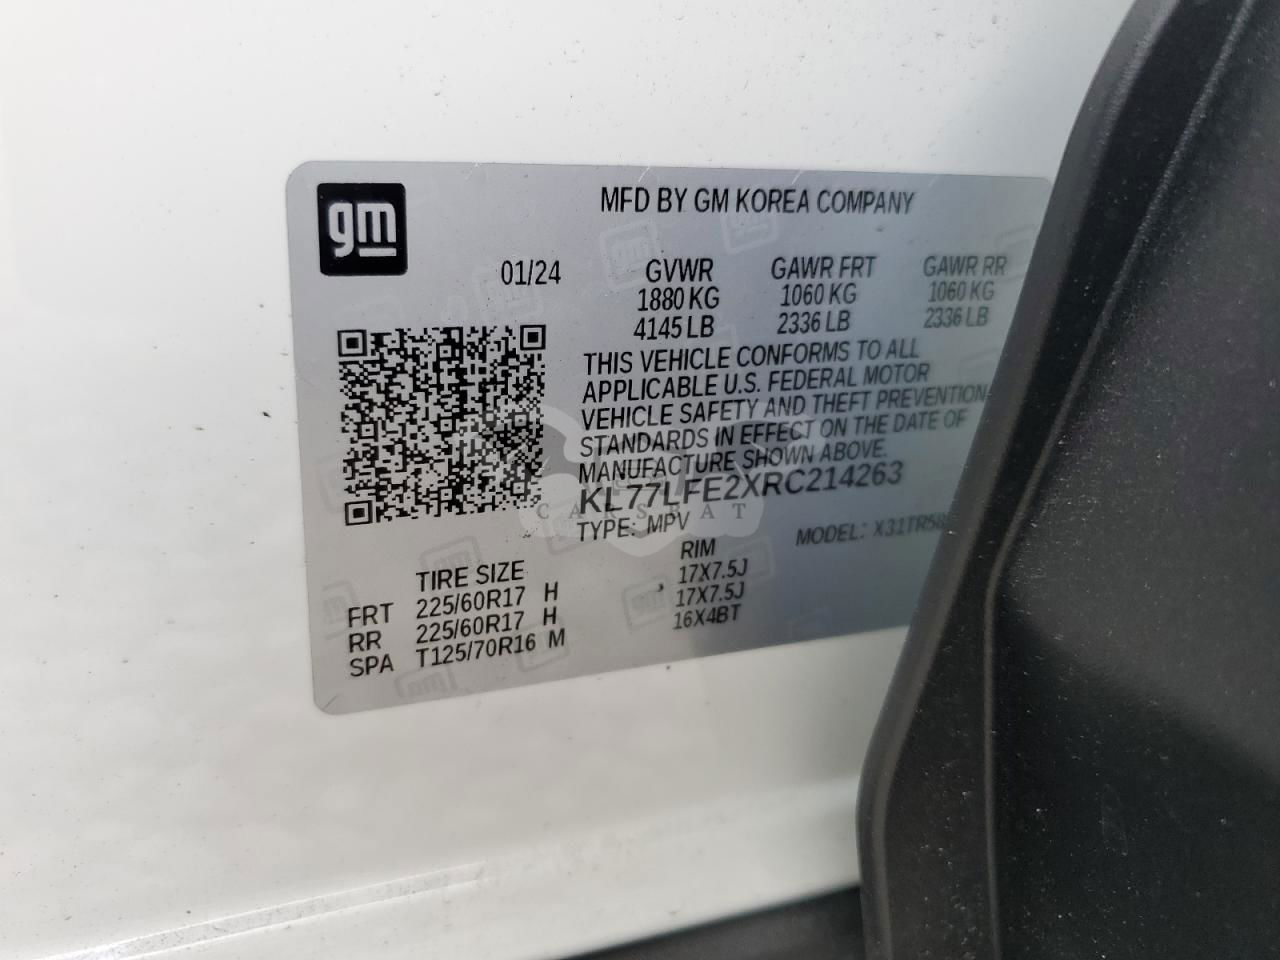 gm
MFD BY GM KOREA COMPANY
01/24 GVWR GAWR FRT GAWR RR
1880 KG 1060 KG 1060 KG
4145 LB 2336 LB 2336 LB
THIS VEHICLE CONFORMS TO ALL
APPLICABLE U.S. FEDERAL MOTOR
VEHICLE SAFETY AND THEFT PREVENTION
STANDARDS IN EFFECT ON THE DATE OF
MANUFACTURE SHOWN ABOVE.
KL77LFE2XRC214263
CARSBAT
TYPE: MPV MODEL:
TIRE SIZE RIM
FRT 225/60R17 H 17X7.5J
RR 225/60R17 H 17X7.5J
SPA T125/70R16 M 16X4BT